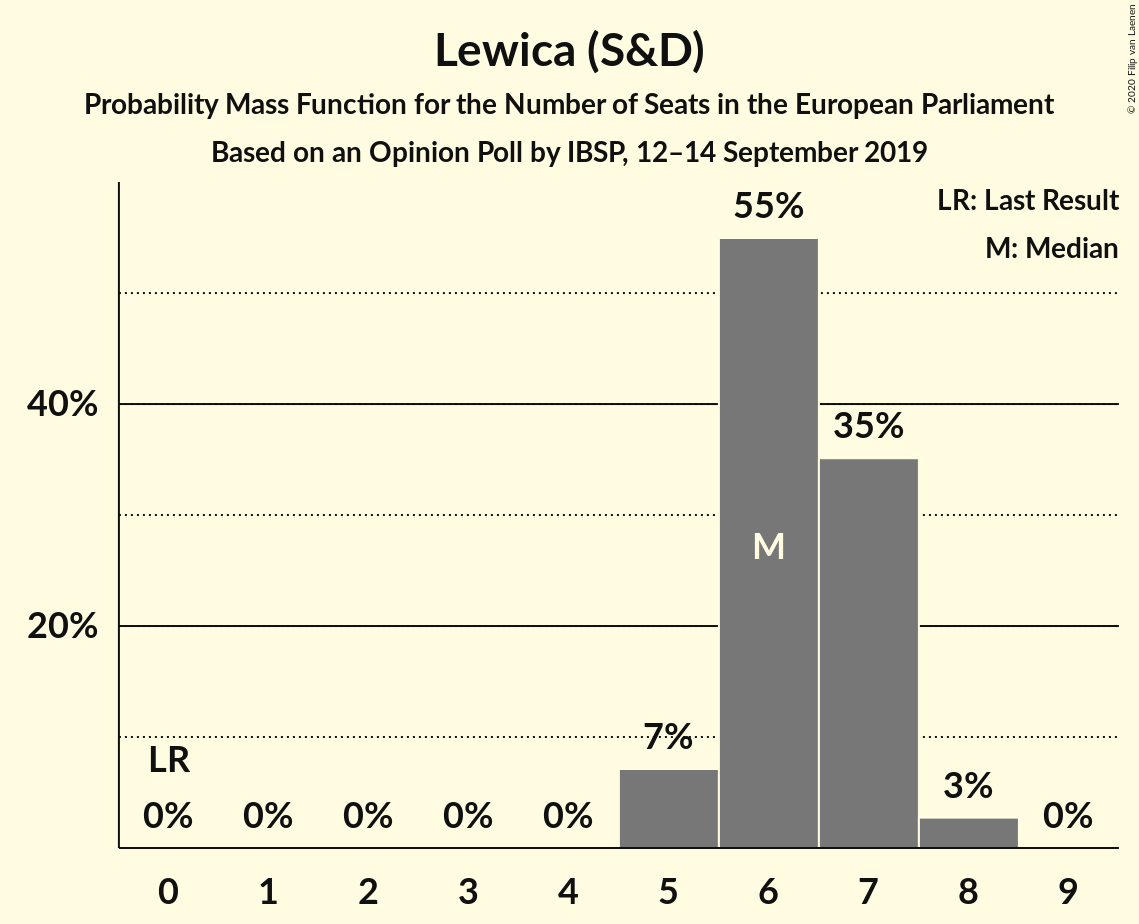 Lewica (S&D)
Probability Mass Function for the Number of Seats in the European Parliament
Based on an Opinion Poll by IBSP, 12–14 September 2019
© 2020 Filip van Laenen
LR: Last Result
M: Median
55%
40%
35%
M
20%
7%
LR
3%
0% 0% 0% 0% 0% 0%
0 1 2 3 4 5 6 7 8 9